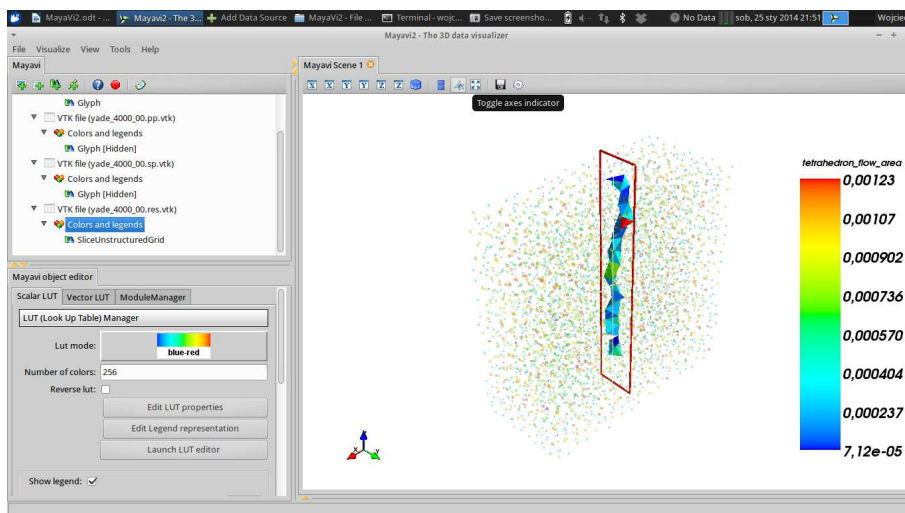 MayaVi2.odt - ...
Mayavi2 - The 3...
Add Data Source
MayaVi2 - File ...
Terminal - wojc...
Save screensho...
No Data
sob, 25 sty 2014 21:51
Wojcie
Mayavi2 - The 3D data visualizer
File Visualize View Tools Help
Mayavi
Glyph
VTK file (yade_4000_00.pp.vtk)
Colors and legends
Glyph [Hidden]
VTK file (yade_4000_00.sp.vtk)
Colors and legends
Glyph [Hidden]
VTK file (yade_4000_00.res.vtk)
Colors and legends
SliceUnstructuredGrid
Mayavi object editor
Scalar LUT Vector LUT ModuleManager
LUT (Look Up Table) Manager
Lut mode:
blue-red
Number of colors: 256
Reverse lut:
Edit LUT properties
Edit Legend representation
Launch LUT editor
Show legend:
Mayavi Scene 1
X X Y Y Z Z
Toggle axes indicator
tetrahedron_flow_area
0,00123
0,00107
0,000902
0,000736
0,000570
0,000404
0,000237
7,12e-05